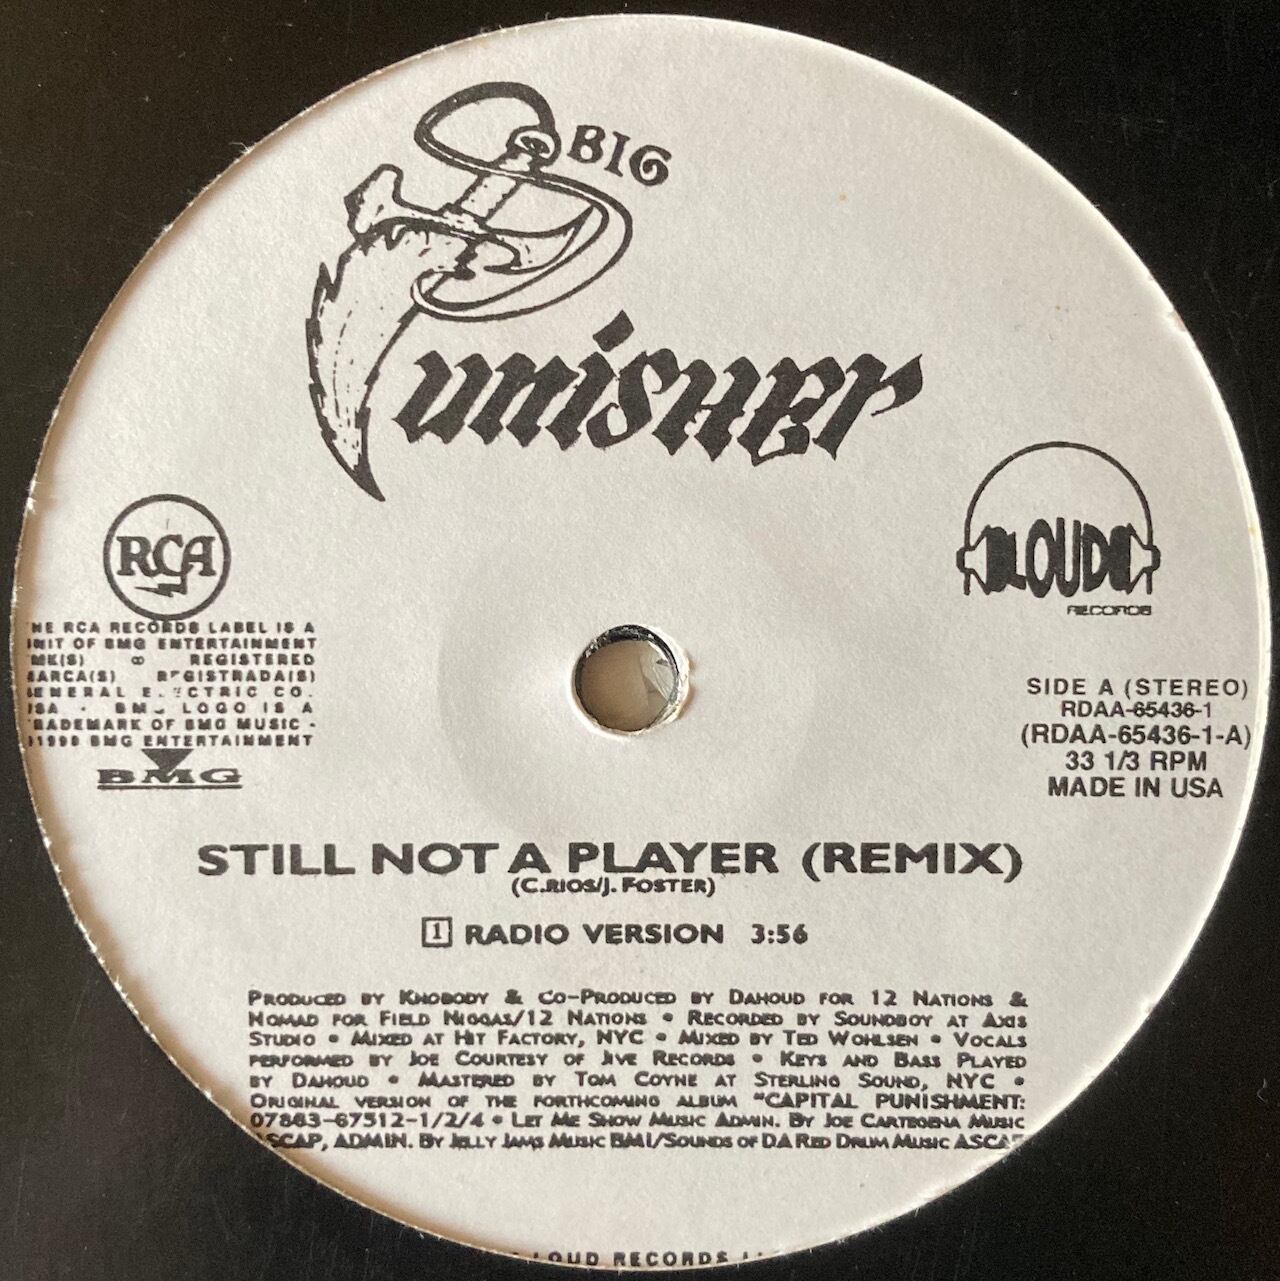 BIG
Punisher
RCA
LOUD
RECORDS
RCA RECORDS LABEL IS A
OF BMG ENTERTAINMENT
TMK(S) ® REGISTERED
MARCA(S) REGISTRADA(S)
GENERAL ELECTRIC CO.
USA - BMG LOGO IS A
TRADEMARK OF BMG MUSIC -
BMG ENTERTAINMENT
BMG
SIDE A (STEREO)
RDAA-65436-1
(RDAA-65436-1-A)
33 1/3 RPM
MADE IN USA
STILL NOT A PLAYER (REMIX)
(C.RIOS/J. FOSTER)
1 RADIO VERSION 3:56
PRODUCED BY KNOBODY & CO-PRODUCED BY DAHOUD FOR 12 NATIONS &
NOMAD FOR FIELD NIGGAS/12 NATIONS • RECORDED BY SOUNDBOY AT AXIS
STUDIO • MIXED AT HIT FACTORY, NYC • MIXED BY TED WOHLSEN • VOCALS
PERFORMED BY JOE COURTESY OF JIVE RECORDS • KEYS AND BASS PLAYED
BY DAHOUD • MASTERED BY TOM COYNE AT STERLING SOUND, NYC •
ORIGINAL VERSION OF THE FORTHCOMING ALBUM "CAPITAL PUNISHMENT:
07863-67512-1/2/4 • LET ME SHOW MUSIC ADMIN. BY JOE CARTEGENA MUSIC
ASCAP, ADMIN. BY JELLY JAMS MUSIC BMI/SOUNDS OF DA RED DRUM MUSIC ASCAP
LOUD RECORDS